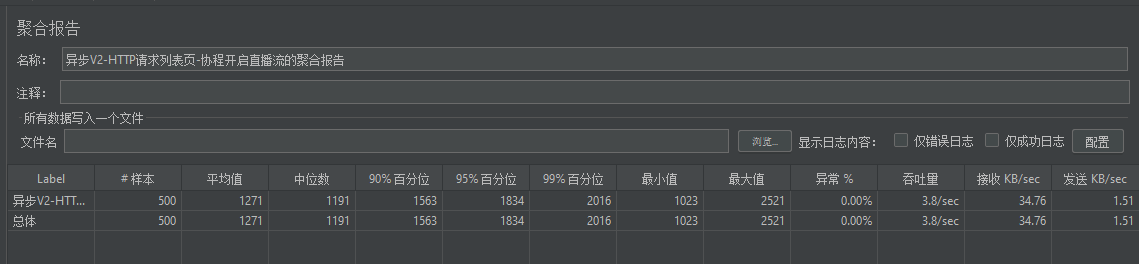 聚合报告
名称： 异步V2-HTTP请求列表页-协程开启直播流的聚合报告
注释：
所有数据写入一个文件
文件名 浏览... 显示日志内容： 仅错误日志 仅成功日志 配置
Label # 样本 平均值 中位数 90% 百分位 95% 百分位 99% 百分位 最小值 最大值 异常 % 吞吐量 接收 KB/sec 发送 KB/sec
异步V2-HTT... 500 1271 1191 1563 1834 2016 1023 2521 0.00% 3.8/sec 34.76 1.51
总体 500 1271 1191 1563 1834 2016 1023 2521 0.00% 3.8/sec 34.76 1.51